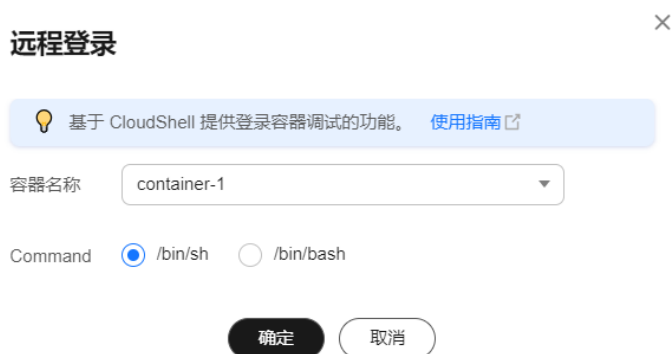 远程登录
基于 CloudShell 提供登录容器调试的功能。 使用指南
容器名称 container-1
Command /bin/sh /bin/bash
确定 取消